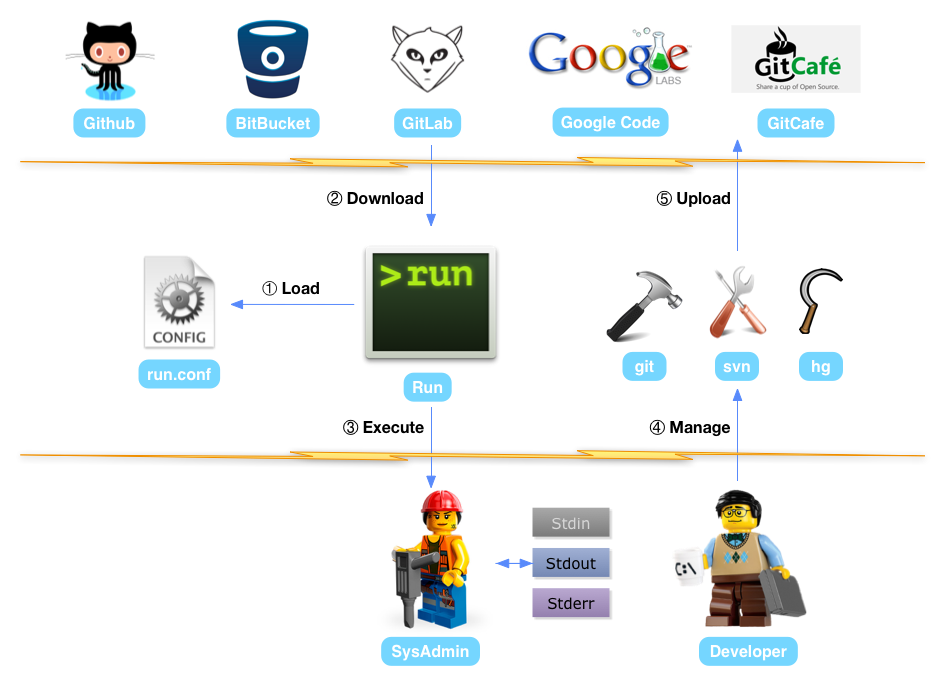 Google
LABS
GitCafé
Share a cup of Open Source.
Github
BitBucket
GitLab
Google Code
GitCafe
② Download
⑤ Upload
>run
① Load
CONFIG
run.conf
Run
git
svn
hg
③ Execute
④ Manage
Stdin
Stdout
Stderr
C:\
SysAdmin
Developer